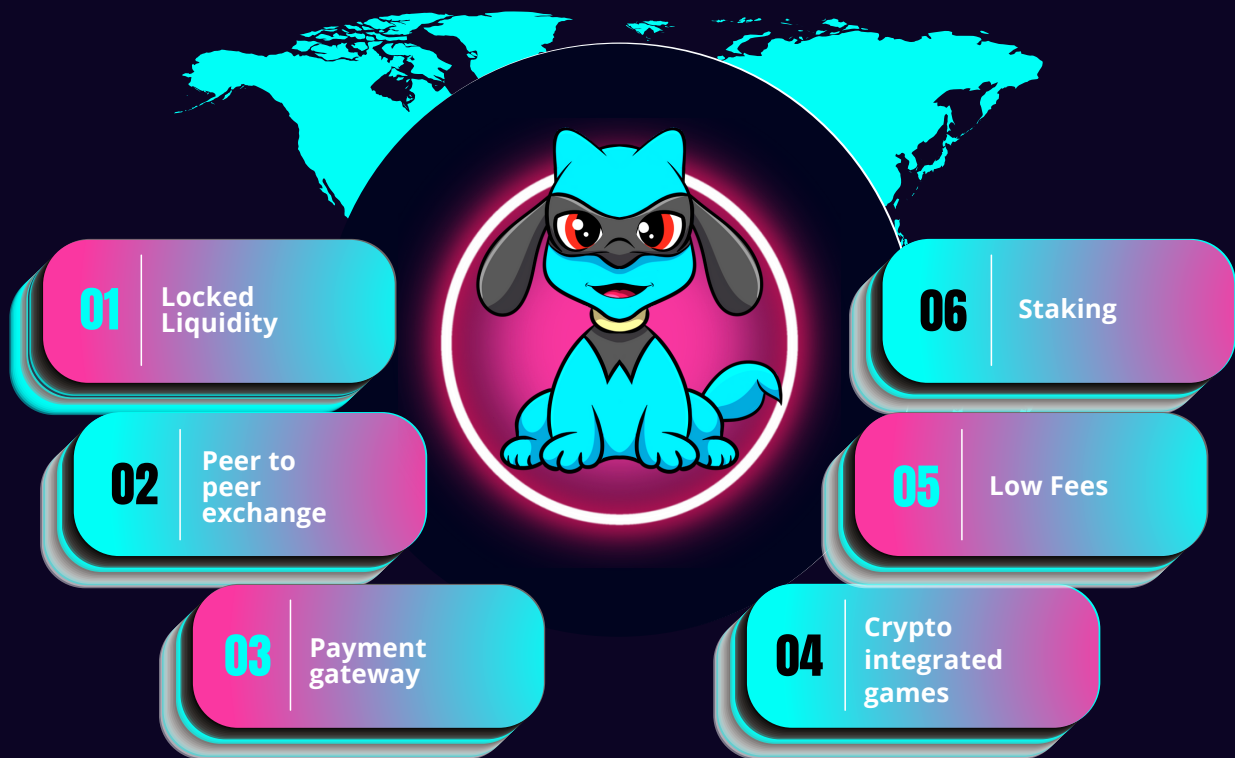 01
Locked
Liquidity
02
Peer to
peer
exchange
03
Payment
gateway
04
Crypto
integrated
games
05
Low Fees
06
Staking